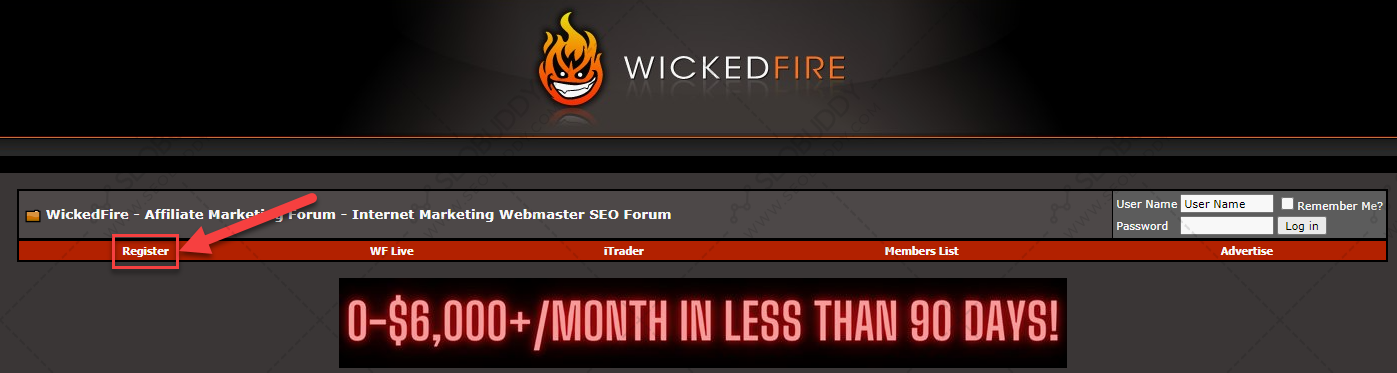 WICKEDFIRE
WickedFire - Affiliate Marketing Forum - Internet Marketing Webmaster SEO Forum
User Name User Name Remember Me?
Password Log in
Register WF Live iTrader Members List Advertise
0-$6,000+/MONTH IN LESS THAN 90 DAYS!